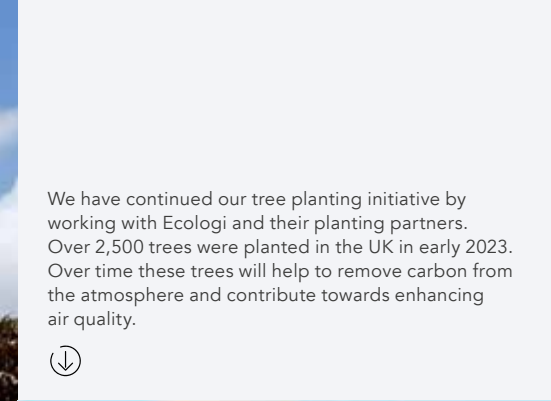 We have continued our tree planting initiative by
working with Ecologi and their planting partners.
Over 2,500 trees were planted in the UK in early 2023.
Over time these trees will help to remove carbon from
the atmosphere and contribute towards enhancing
air quality.